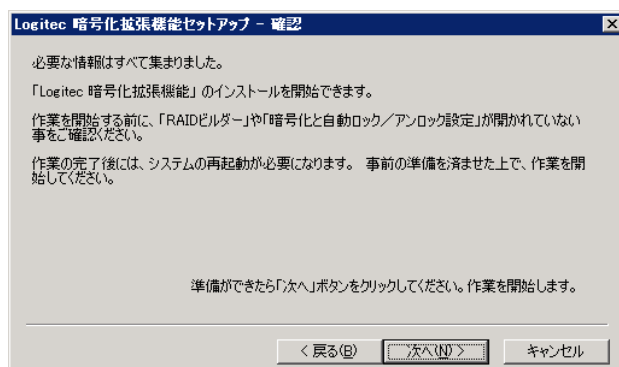 Logitec 暗号化拡張機能セットアップ - 確認
必要な情報はすべて集まりました。
「Logitec 暗号化拡張機能」 のインストールを開始できます。
作業を開始する前に、「RAIDビルダー」や「暗号化と自動ロック／アンロック設定」が開かれていない
事をご確認ください。
作業の完了後には、システムの再起動が必要になります。 事前の準備を済ませた上で、作業を開
始してください。
準備ができたら「次へ」ボタンをクリックしてください。作業を開始します。
< 戻る(B)
次へ(N) >
キャンセル